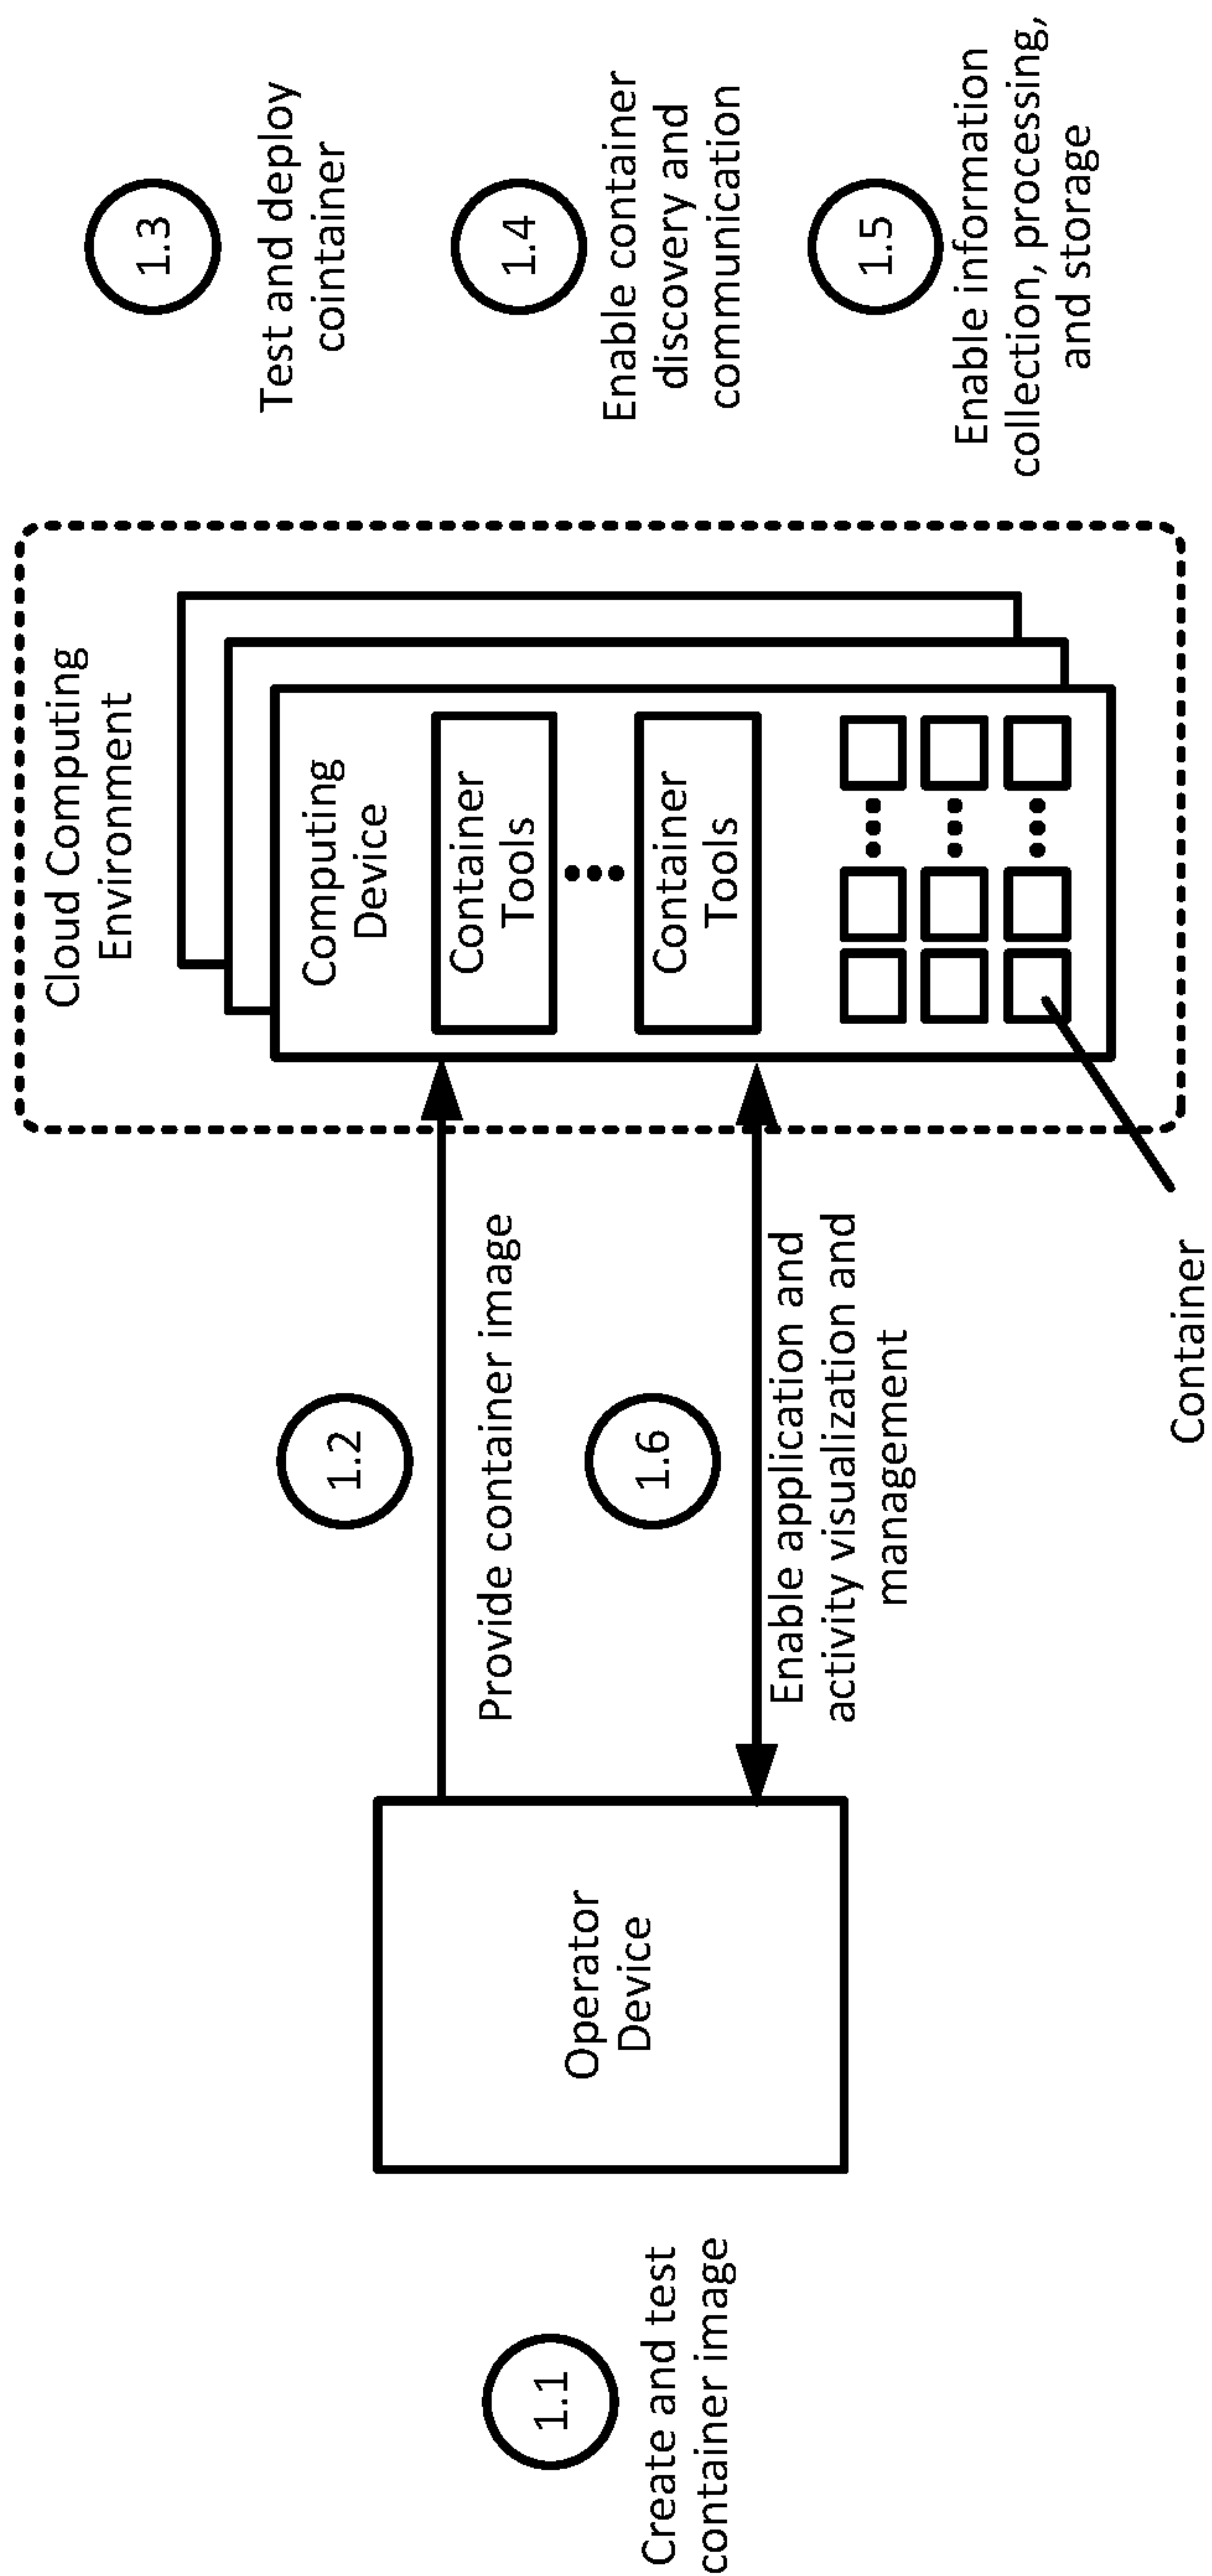 1.1
Create and test
container image
Operator
Device
1.2
Provide container image
1.6
Enable application and
activity visualization and
management
Container
Cloud Computing
Environment
Computing
Device
Container
Tools
Container
Tools
1.3
Test and deploy
cointainer
1.4
Enable container
discovery and
communication
1.5
Enable information
collection, processing,
and storage